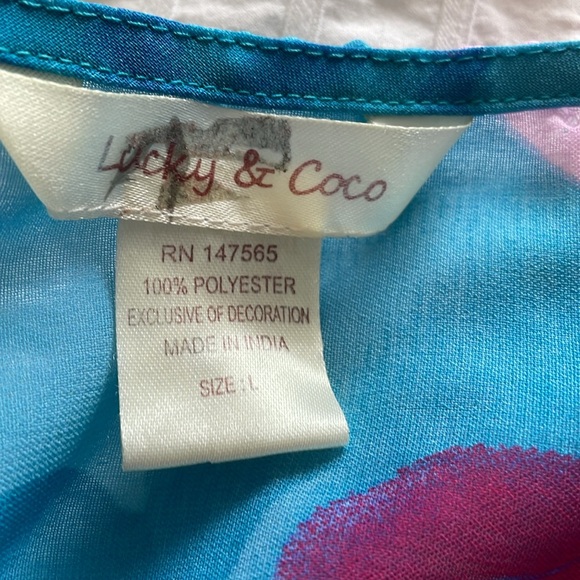 Lucky & Coco
RN 147565
100% POLYESTER
EXCLUSIVE OF DECORATION
MADE IN INDIA
SIZE : L